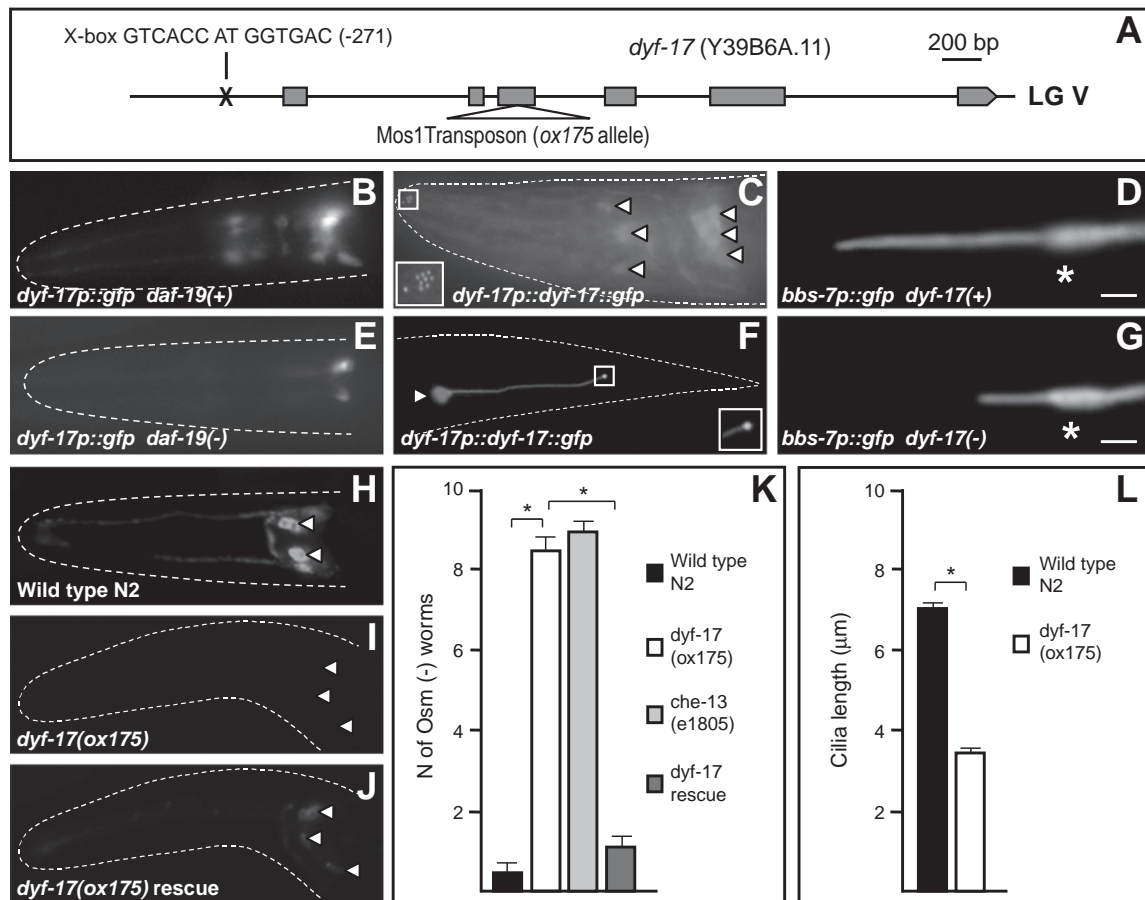 A
X-box GTCACC AT GGTGAC (-271)
dyf-17 (Y39B6A.11)
200 bp
X
LG V
Mos1Transposon (ox175 allele)
B
dyf-17p::gfp daf-19(+)
C
dyf-17p::dyf-17::gfp
D
*
bbs-7p::gfp dyf-17(+)
E
dyf-17p::gfp daf-19(-)
F
dyf-17p::dyf-17::gfp
G
*
bbs-7p::gfp dyf-17(-)
H
Wild type N2
I
dyf-17(ox175)
J
dyf-17(ox175) rescue
K
N of Osm (-) worms
10
8
6
4
2
*
*
Wild type
N2
dyf-17
(ox175)
che-13
(e1805)
dyf-17
rescue
L
Cilia length (μm)
10
8
6
4
2
*
Wild type
N2
dyf-17
(ox175)